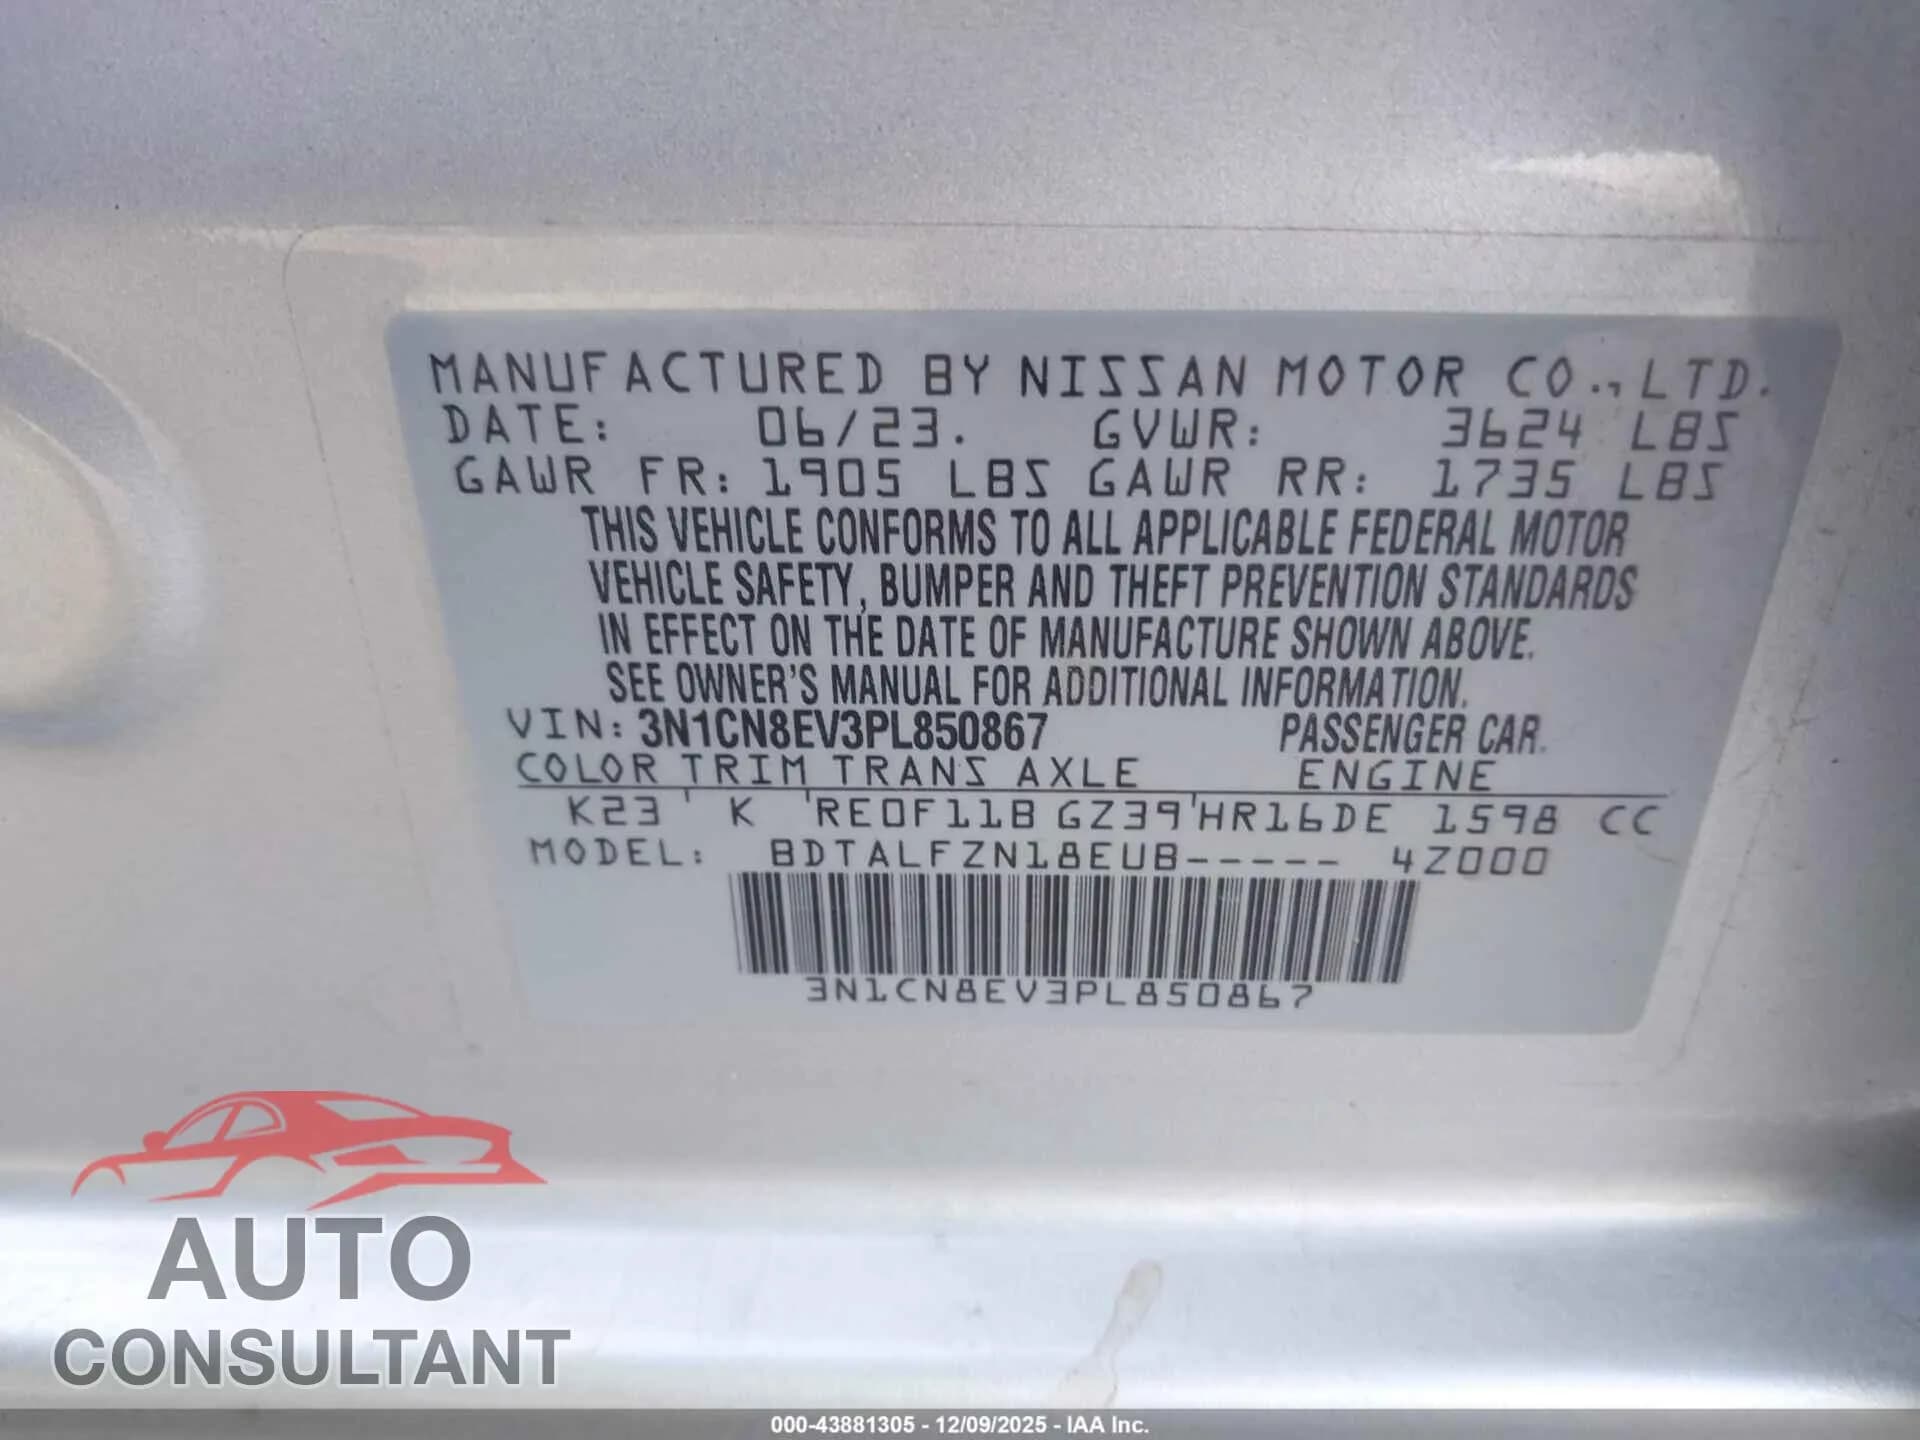 MANUFACTURED BY NISSAN MOTOR CO., LTD.
DATE: 06/23. GVWR: 3624 LBS
GAWR FR: 1905 LBS GAWR RR: 1735 LBS
THIS VEHICLE CONFORMS TO ALL APPLICABLE FEDERAL MOTOR
VEHICLE SAFETY, BUMPER AND THEFT PREVENTION STANDARDS
IN EFFECT ON THE DATE OF MANUFACTURE SHOWN ABOVE.
SEE OWNER'S MANUAL FOR ADDITIONAL INFORMATION.
VIN: 3N1CN8EV3PL850867 PASSENGER CAR.
COLOR TRIM TRANS AXLE ENGINE
K23 ' K ' RE0F11B GZ39 ' HR16DE 1598 CC
MODEL: BDTALFZN18EUB----- 4Z000
3N1CN8EV3PL850867
AUTO
CONSULTANT
000-43881305 - 12/09/2025 - IAA Inc.